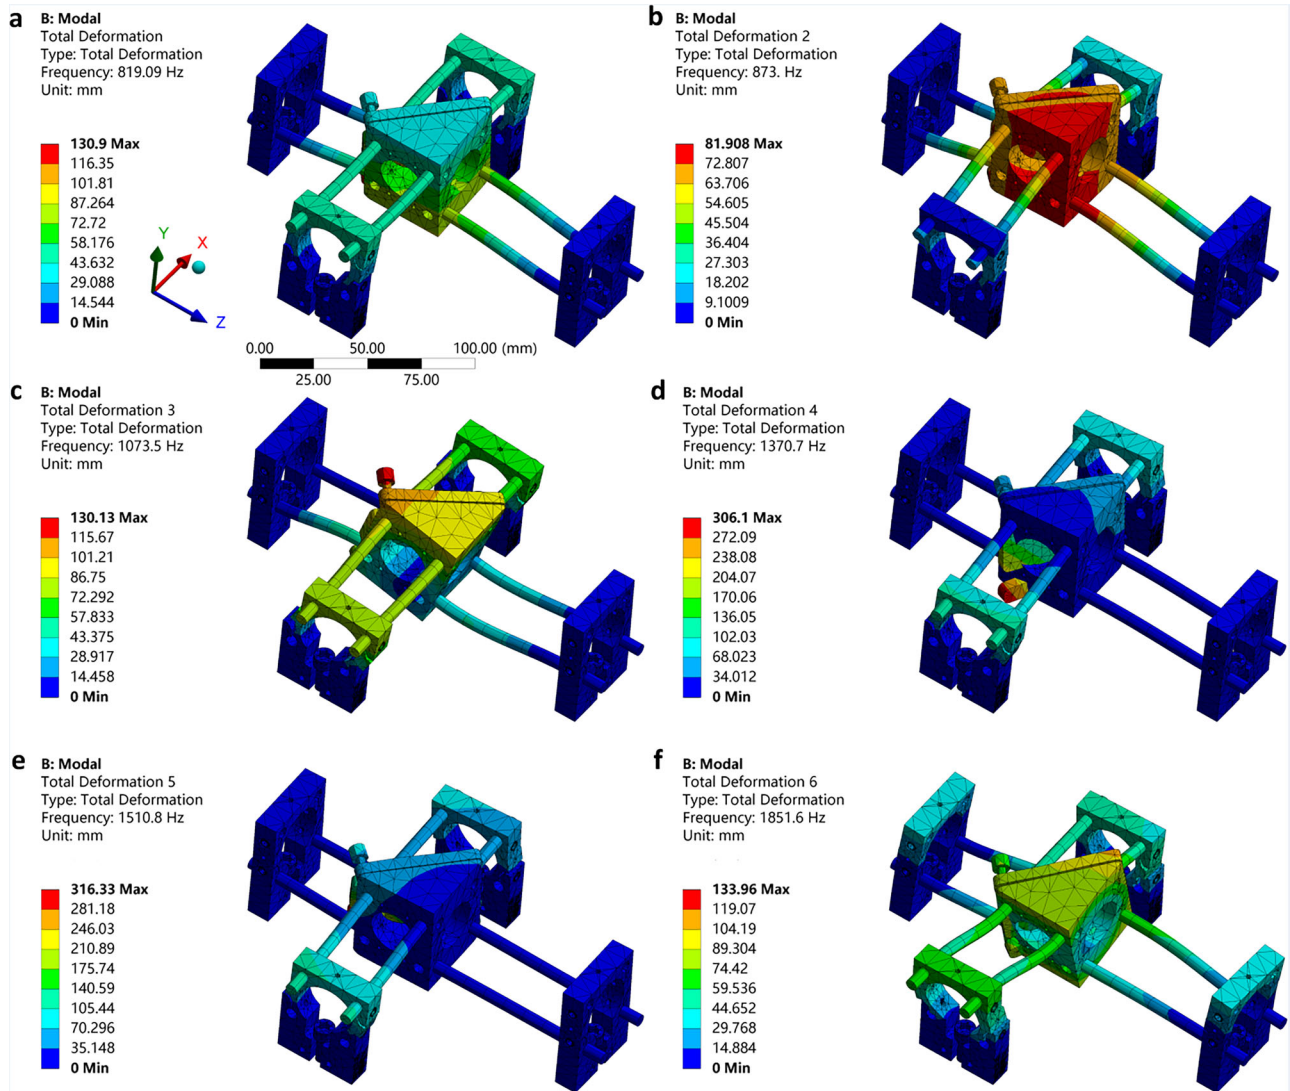 a
B: Modal
Total Deformation
Type: Total Deformation
Frequency: 819.09 Hz
Unit: mm
130.9 Max
116.35
101.81
87.264
72.72
58.176
43.632
29.088
14.544
0 Min
Y
X
Z
0.00 50.00 100.00 (mm)
25.00 75.00
b
B: Modal
Total Deformation 2
Type: Total Deformation
Frequency: 873. Hz
Unit: mm
81.908 Max
72.807
63.706
54.605
45.504
36.404
27.303
18.202
9.1009
0 Min
c
B: Modal
Total Deformation 3
Type: Total Deformation
Frequency: 1073.5 Hz
Unit: mm
130.13 Max
115.67
101.21
86.75
72.292
57.833
43.375
28.917
14.458
0 Min
d
B: Modal
Total Deformation 4
Type: Total Deformation
Frequency: 1370.7 Hz
Unit: mm
306.1 Max
272.09
238.08
204.07
170.06
136.05
102.03
68.023
34.012
0 Min
e
B: Modal
Total Deformation 5
Type: Total Deformation
Frequency: 1510.8 Hz
Unit: mm
316.33 Max
281.18
246.03
210.89
175.74
140.59
105.44
70.296
35.148
0 Min
f
B: Modal
Total Deformation 6
Type: Total Deformation
Frequency: 1851.6 Hz
Unit: mm
133.96 Max
119.07
104.19
89.304
74.42
59.536
44.652
29.768
14.884
0 Min